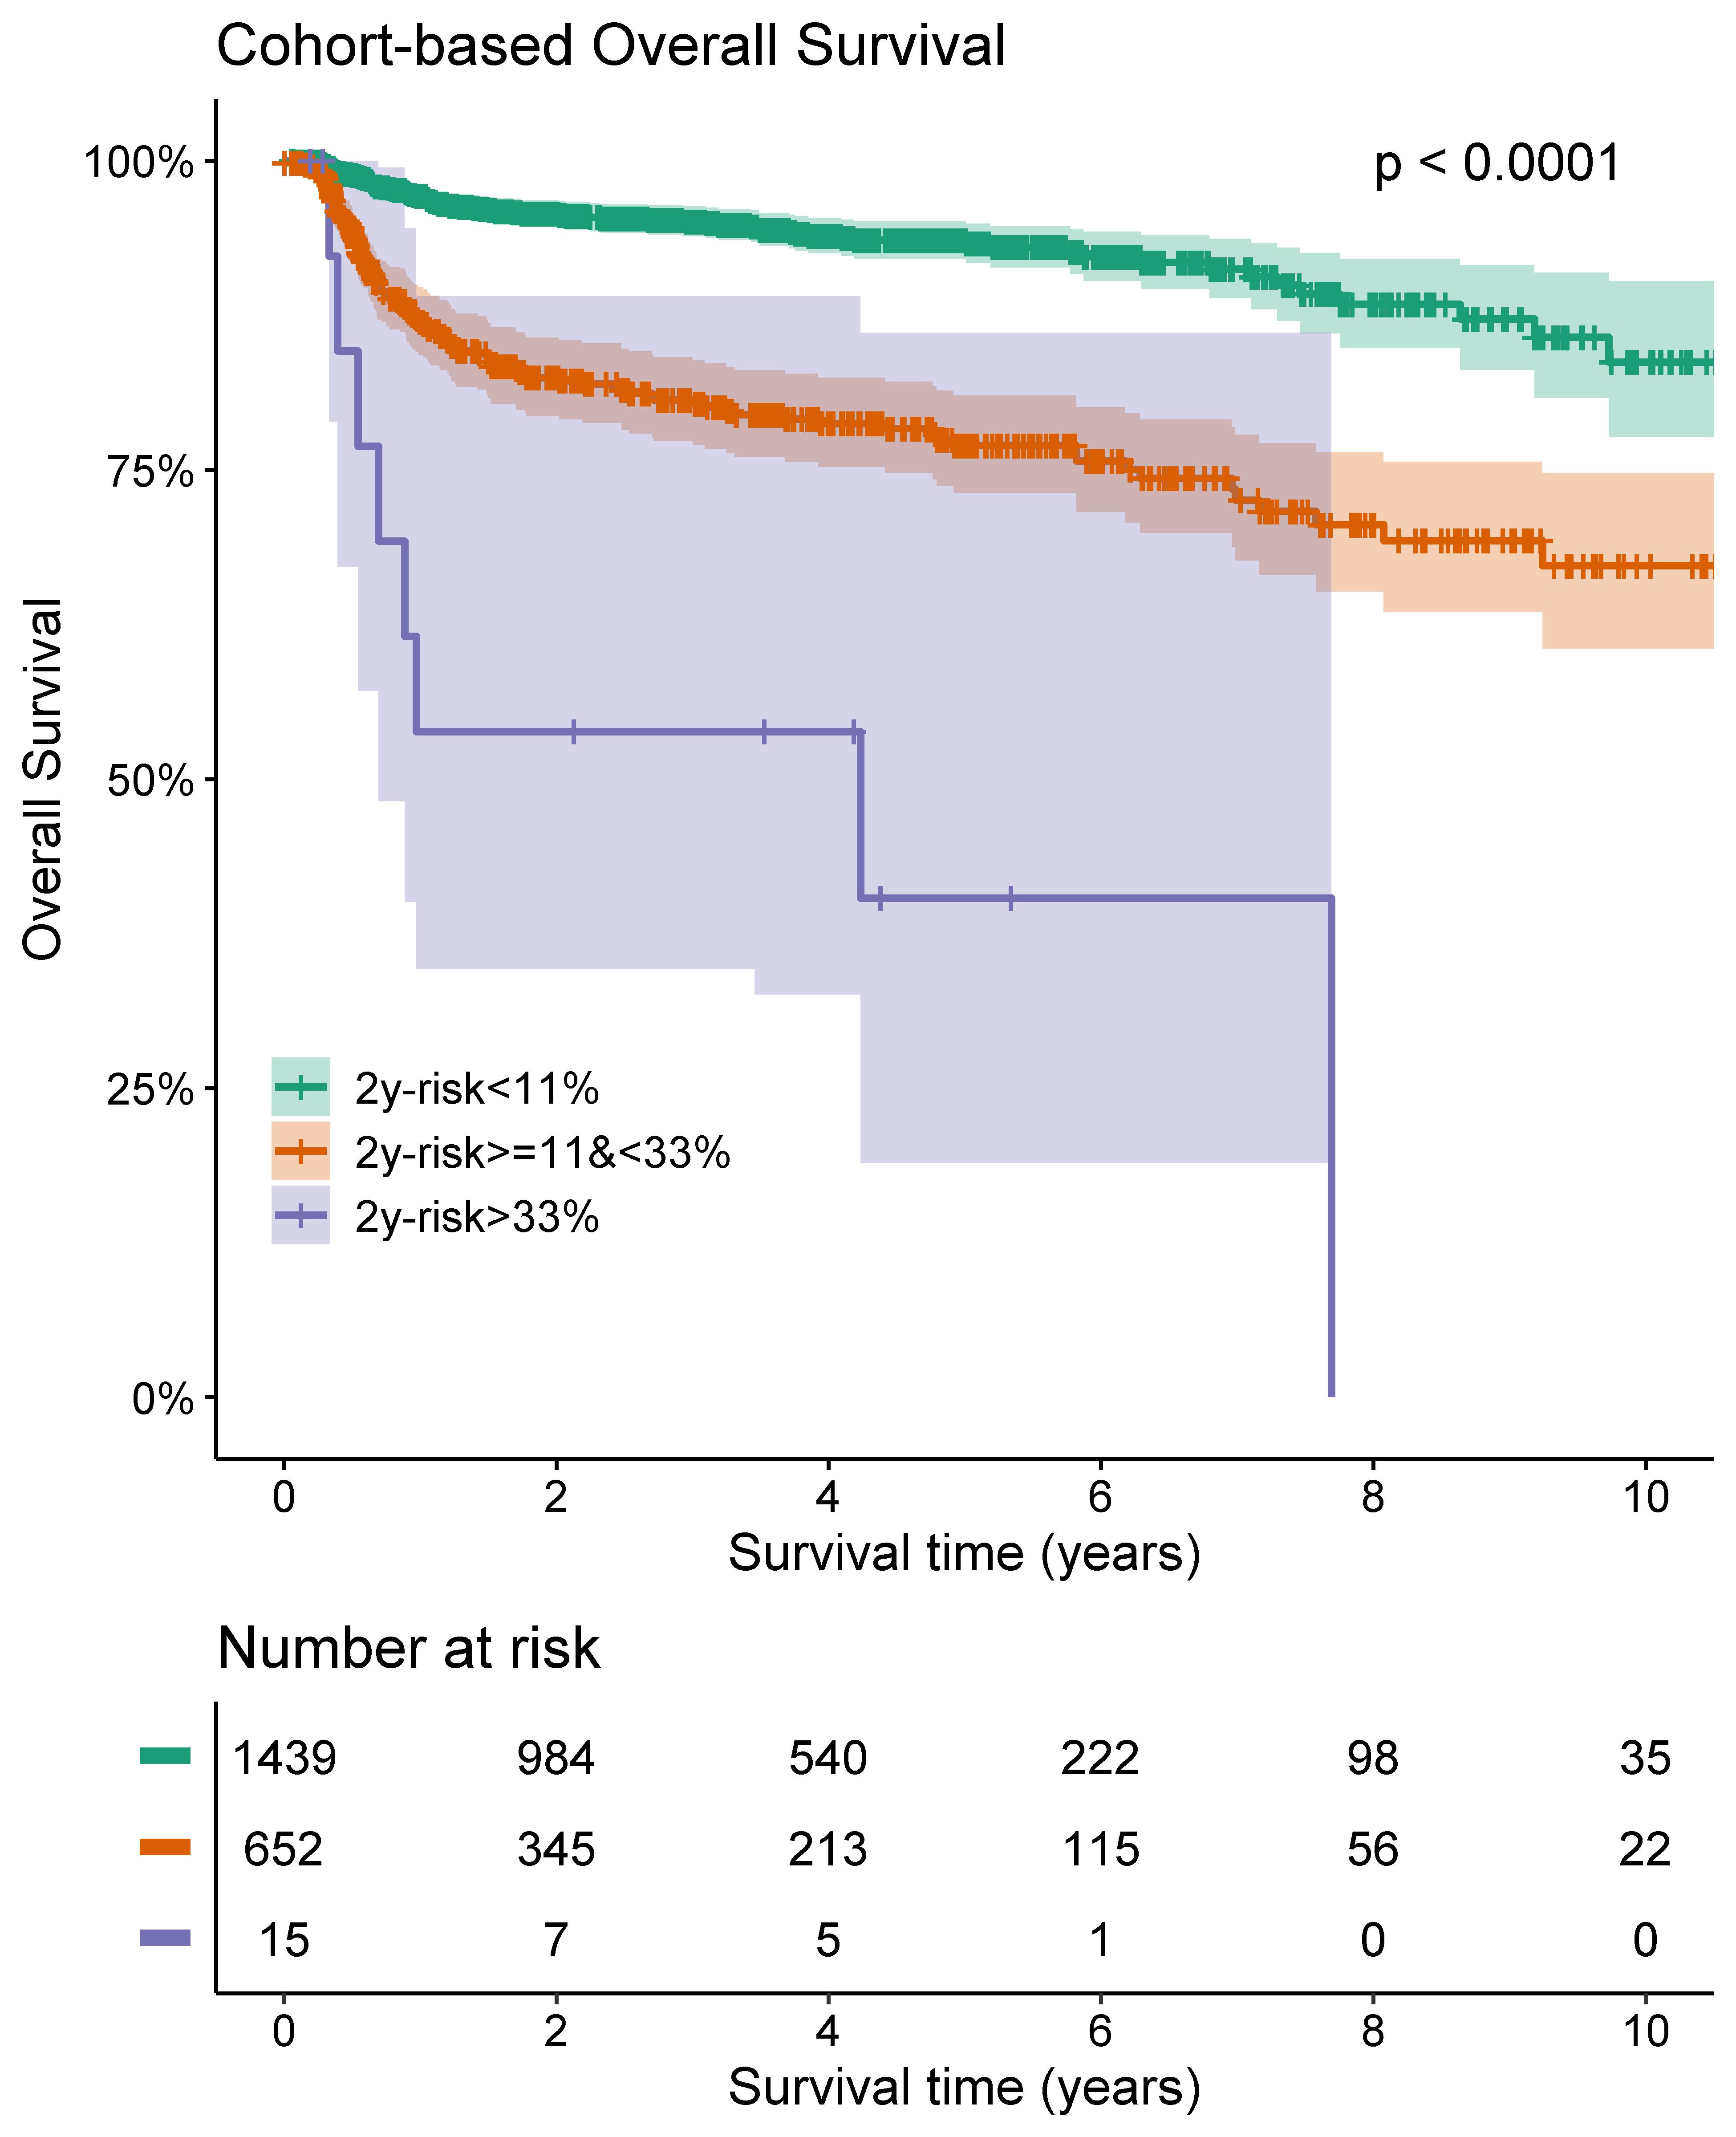 Cohort-based Overall Survival
p < 0.0001
100%
75%
50%
25%
0%
Overall Survival
2y-risk<11%
2y-risk>=11&<33%
2y-risk>33%
0 2 4 6 8 10
Survival time (years)
Number at risk
1439 984 540 222 98 35
652 345 213 115 56 22
15 7 5 1 0 0
0 2 4 6 8 10
Survival time (years)